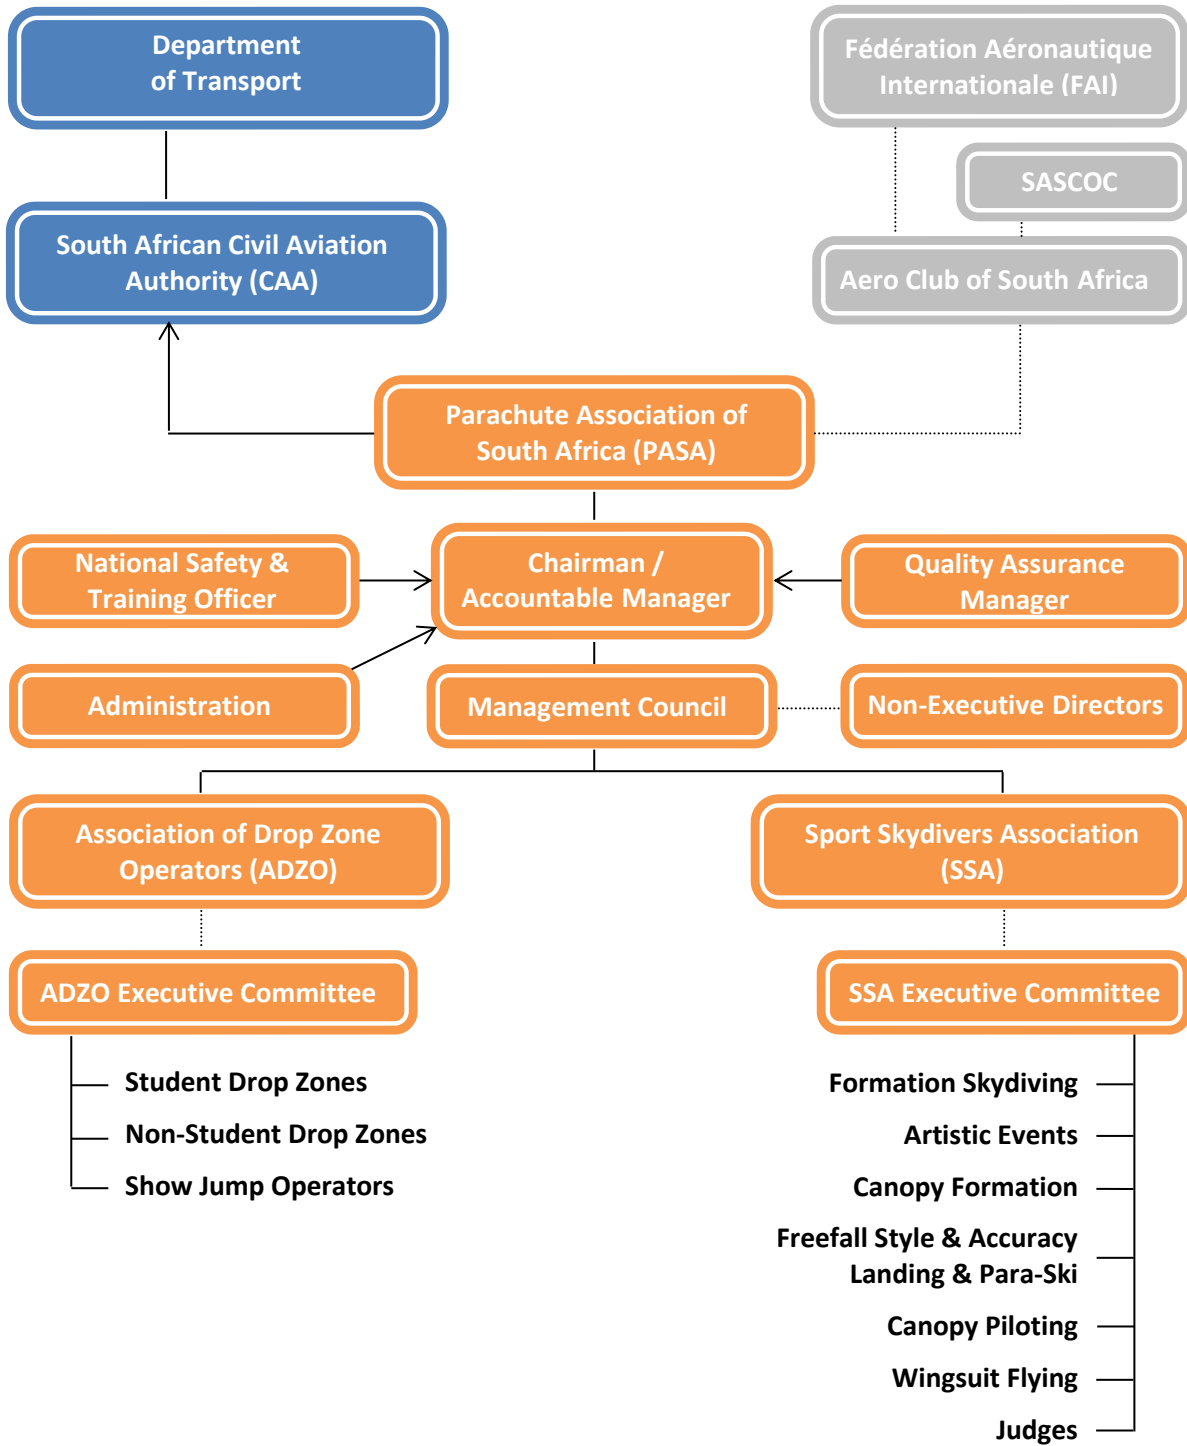 Department
of Transport
Fédération Aéronautique
Internationale (FAI)
SASCOC
South African Civil Aviation
Authority (CAA)
Aero Club of South Africa
Parachute Association of
South Africa (PASA)
National Safety &
Training Officer
Chairman /
Accountable Manager
Quality Assurance
Manager
Administration
Management Council
Non-Executive Directors
Association of Drop Zone
Operators (ADZO)
Sport Skydivers Association
(SSA)
ADZO Executive Committee
SSA Executive Committee
Student Drop Zones
Non-Student Drop Zones
Show Jump Operators
Formation Skydiving
Artistic Events
Canopy Formation
Freefall Style & Accuracy
Landing & Para-Ski
Canopy Piloting
Wingsuit Flying
Judges